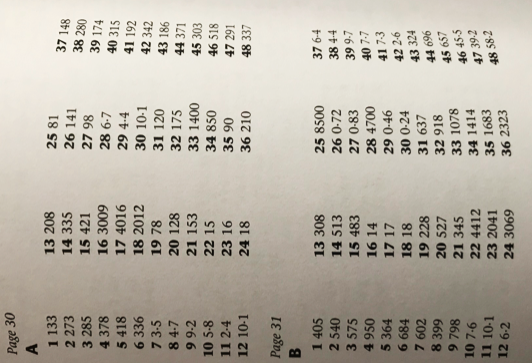 Page 30
A
1 133 13 208 25 81 37 148
2 273 14 335 26 141 38 280
3 285 15 421 27 98 39 174
4 378 16 3009 28 6·7 40 315
5 418 17 4016 29 4·4 41 192
6 336 18 2012 30 10·1 42 342
7 3·5 19 78 31 120 43 186
8 4·7 20 128 32 175 44 371
9 9·2 21 153 33 1400 45 303
10 5·8 22 15 34 850 46 518
11 2·4 23 16 35 90 47 291
12 10·1 24 18 36 210 48 337
Page 31
B
1 405 13 308 25 8500 37 6·4
2 540 14 513 26 0·72 38 4·4
3 575 15 483 27 0·83 39 9·7
4 950 16 14 28 4700 40 7·7
5 364 17 17 29 0·46 41 7·3
6 684 18 18 30 0·24 42 2·6
7 602 19 228 31 637 43 324
8 399 20 527 32 918 44 696
9 798 21 345 33 1078 45 657
10 7·6 22 4412 34 1414 46 45·5
11 10·1 23 2041 35 1683 47 39·2
12 6·2 24 3069 36 2323 48 58·2